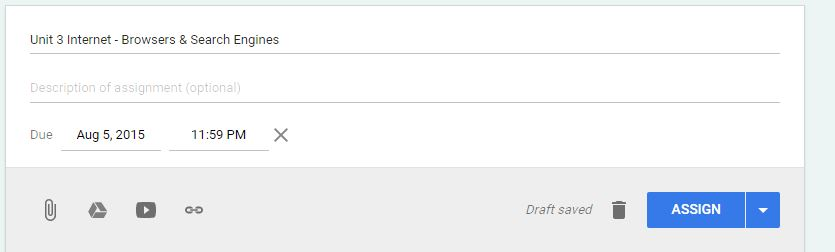 Unit 3 Internet - Browsers & Search Engines
Description of assignment (optional)
Due Aug 5, 2015 11:59 PM
Draft saved ASSIGN